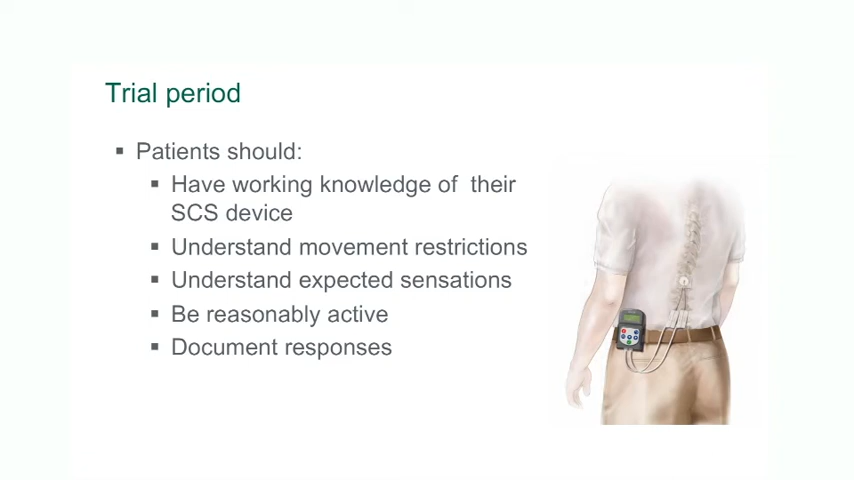 Trial period
▪ Patients should:
▪ Have working knowledge of their
SCS device
▪ Understand movement restrictions
▪ Understand expected sensations
▪ Be reasonably active
▪ Document responses